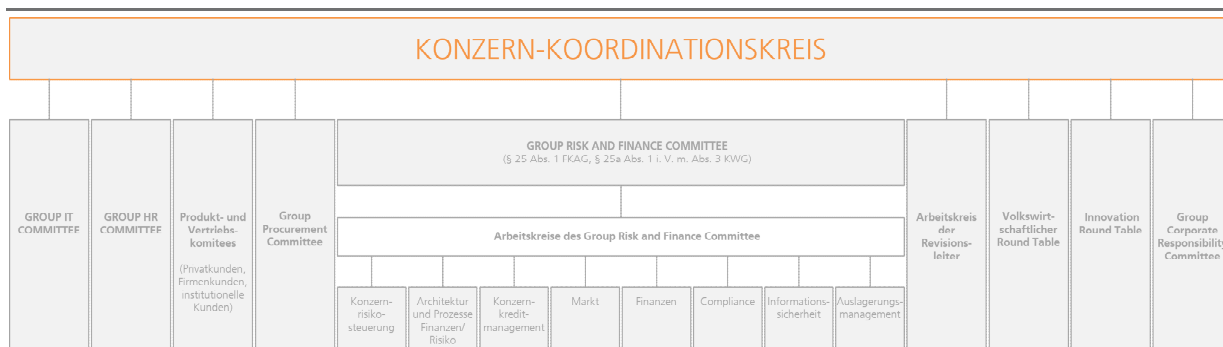 KONZERN-KOORDINATIONSKREIS
GROUP IT
COMMITTEE
GROUP HR
COMMITTEE
Produkt- und
Vertriebs-
komitees
(Privatkunden,
Firmenkunden,
institutionelle
Kunden)
Group
Procurement
Committee
GROUP RISK AND FINANCE COMMITTEE
(§ 25 Abs. 1 FKAG, § 25a Abs. 1 i. V. m. Abs. 3 KWG)
Arbeitskreise des Group Risk and Finance Committee
Konzern-
risiko-
steuerung
Architektur
und Prozesse
Finanzen/
Risiko
Konzern-
kredit-
management
Markt
Finanzen
Compliance
Informations-
sicherheit
Auslagerungs-
management
Arbeitskreis
der
Revisions-
leiter
Volkswirt-
schaftlicher
Round Table
Innovation
Round Table
Group
Corporate
Responsibility
Committee